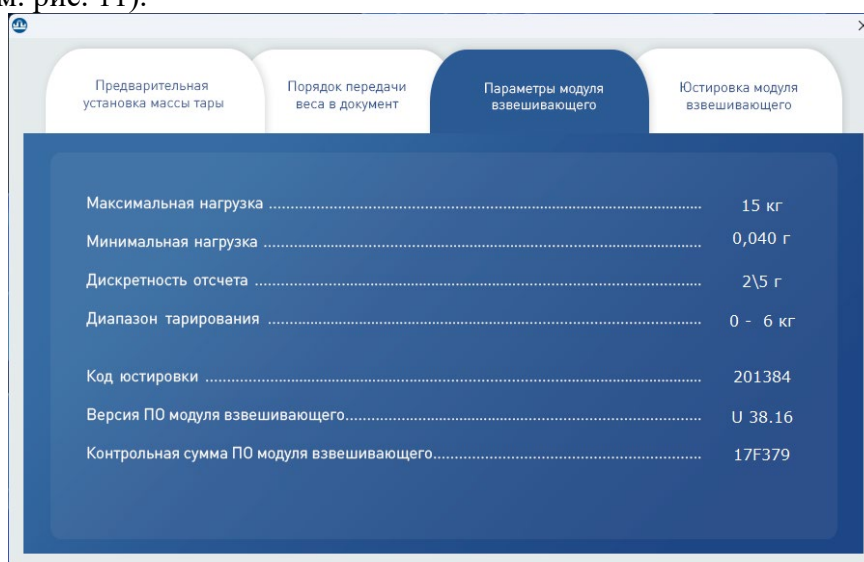 м. рис. 11).
Предварительная
установка массы тары
Порядок передачи
веса в документ
Параметры модуля
взвешивающего
Юстировка модуля
взвешивающего
Максимальная нагрузка ........ 15 кг
Минимальная нагрузка ........ 0,040 г
Дискретность отсчета ........ 2\5 г
Диапазон тарирования ........ 0 - 6 кг
Код юстировки ........ 201384
Версия ПО модуля взвешивающего........ U 38.16
Контрольная сумма ПО модуля взвешивающего........ 17F379